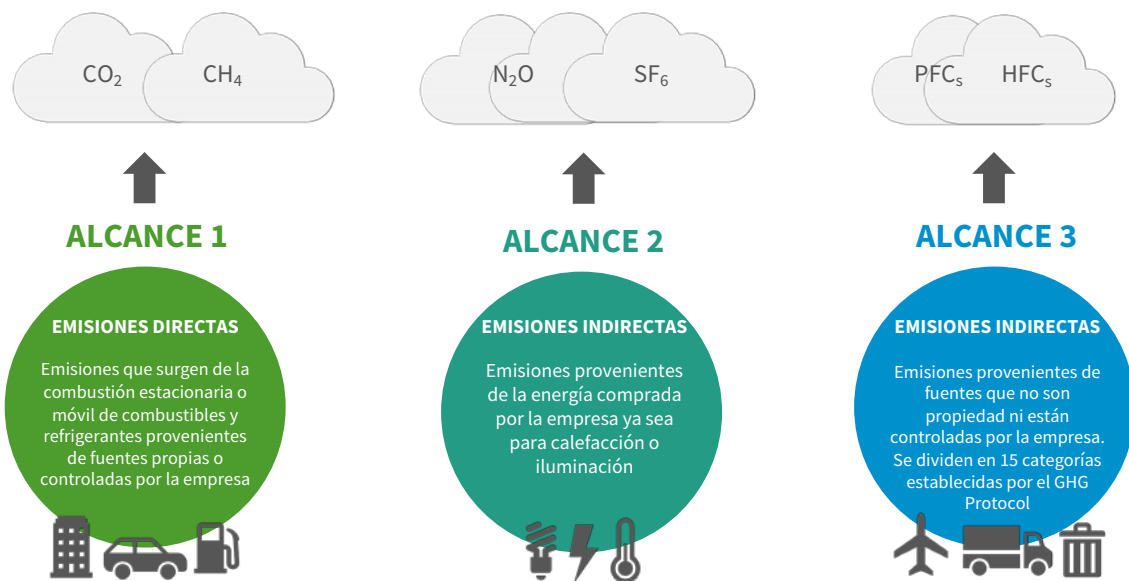 CO₂
CH₄
N₂O
SF₆
PFCₛ
HFCₛ
ALCANCE 1
EMISIONES DIRECTAS
Emisiones que surgen de la
combustión estacionaria o
móvil de combustibles y
refrigerantes provenientes
de fuentes propias o
controladas por la empresa
ALCANCE 2
EMISIONES INDIRECTAS
Emisiones provenientes
de la energía comprada
por la empresa ya sea
para calefacción o
iluminación
ALCANCE 3
EMISIONES INDIRECTAS
Emisiones provenientes de
fuentes que no son
propiedad ni están
controladas por la empresa.
Se dividen en 15 categorías
establecidas por el GHG
Protocol